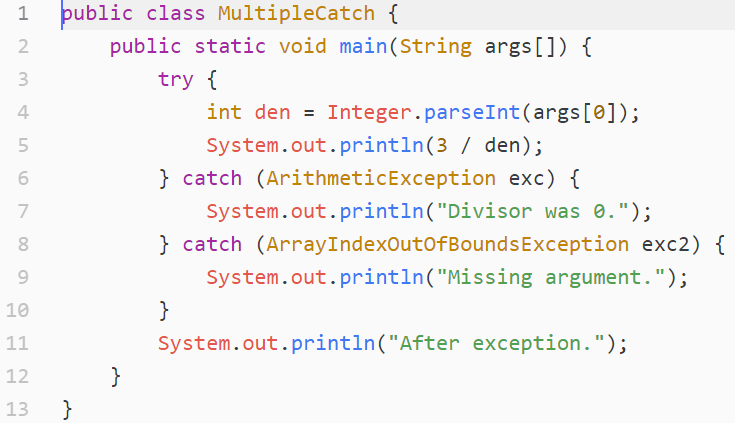 1 public class MultipleCatch {
2     public static void main(String args[]) {
3         try {
4             int den = Integer.parseInt(args[0]);
5             System.out.println(3 / den);
6         } catch (ArithmeticException exc) {
7             System.out.println("Divisor was 0.");
8         } catch (ArrayIndexOutOfBoundsException exc2) {
9             System.out.println("Missing argument.");
10         }
11         System.out.println("After exception.");
12     }
13 }